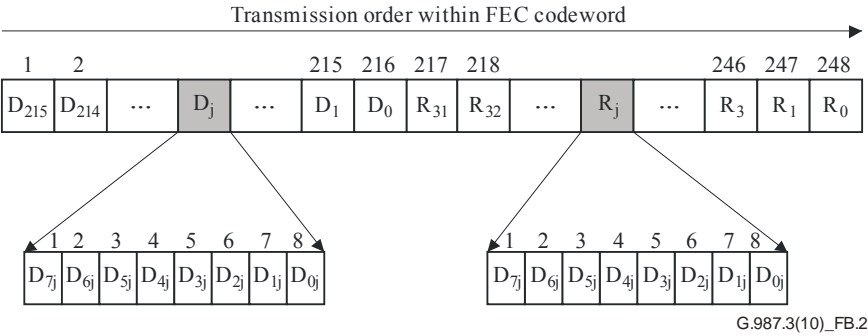 Transmission order within FEC codeword
1 2 215 216 217 218 246 247 248
D215 D214 ... Dj ... D1 D0 R31 R32 ... Rj ... R3 R1 R0
1 2 3 4 5 6 7 8 1 2 3 4 5 6 7 8
D7j D6j D5j D4j D3j D2j D1j D0j D7j D6j D5j D4j D3j D2j D1j D0j
G.987.3(10)_FB.2